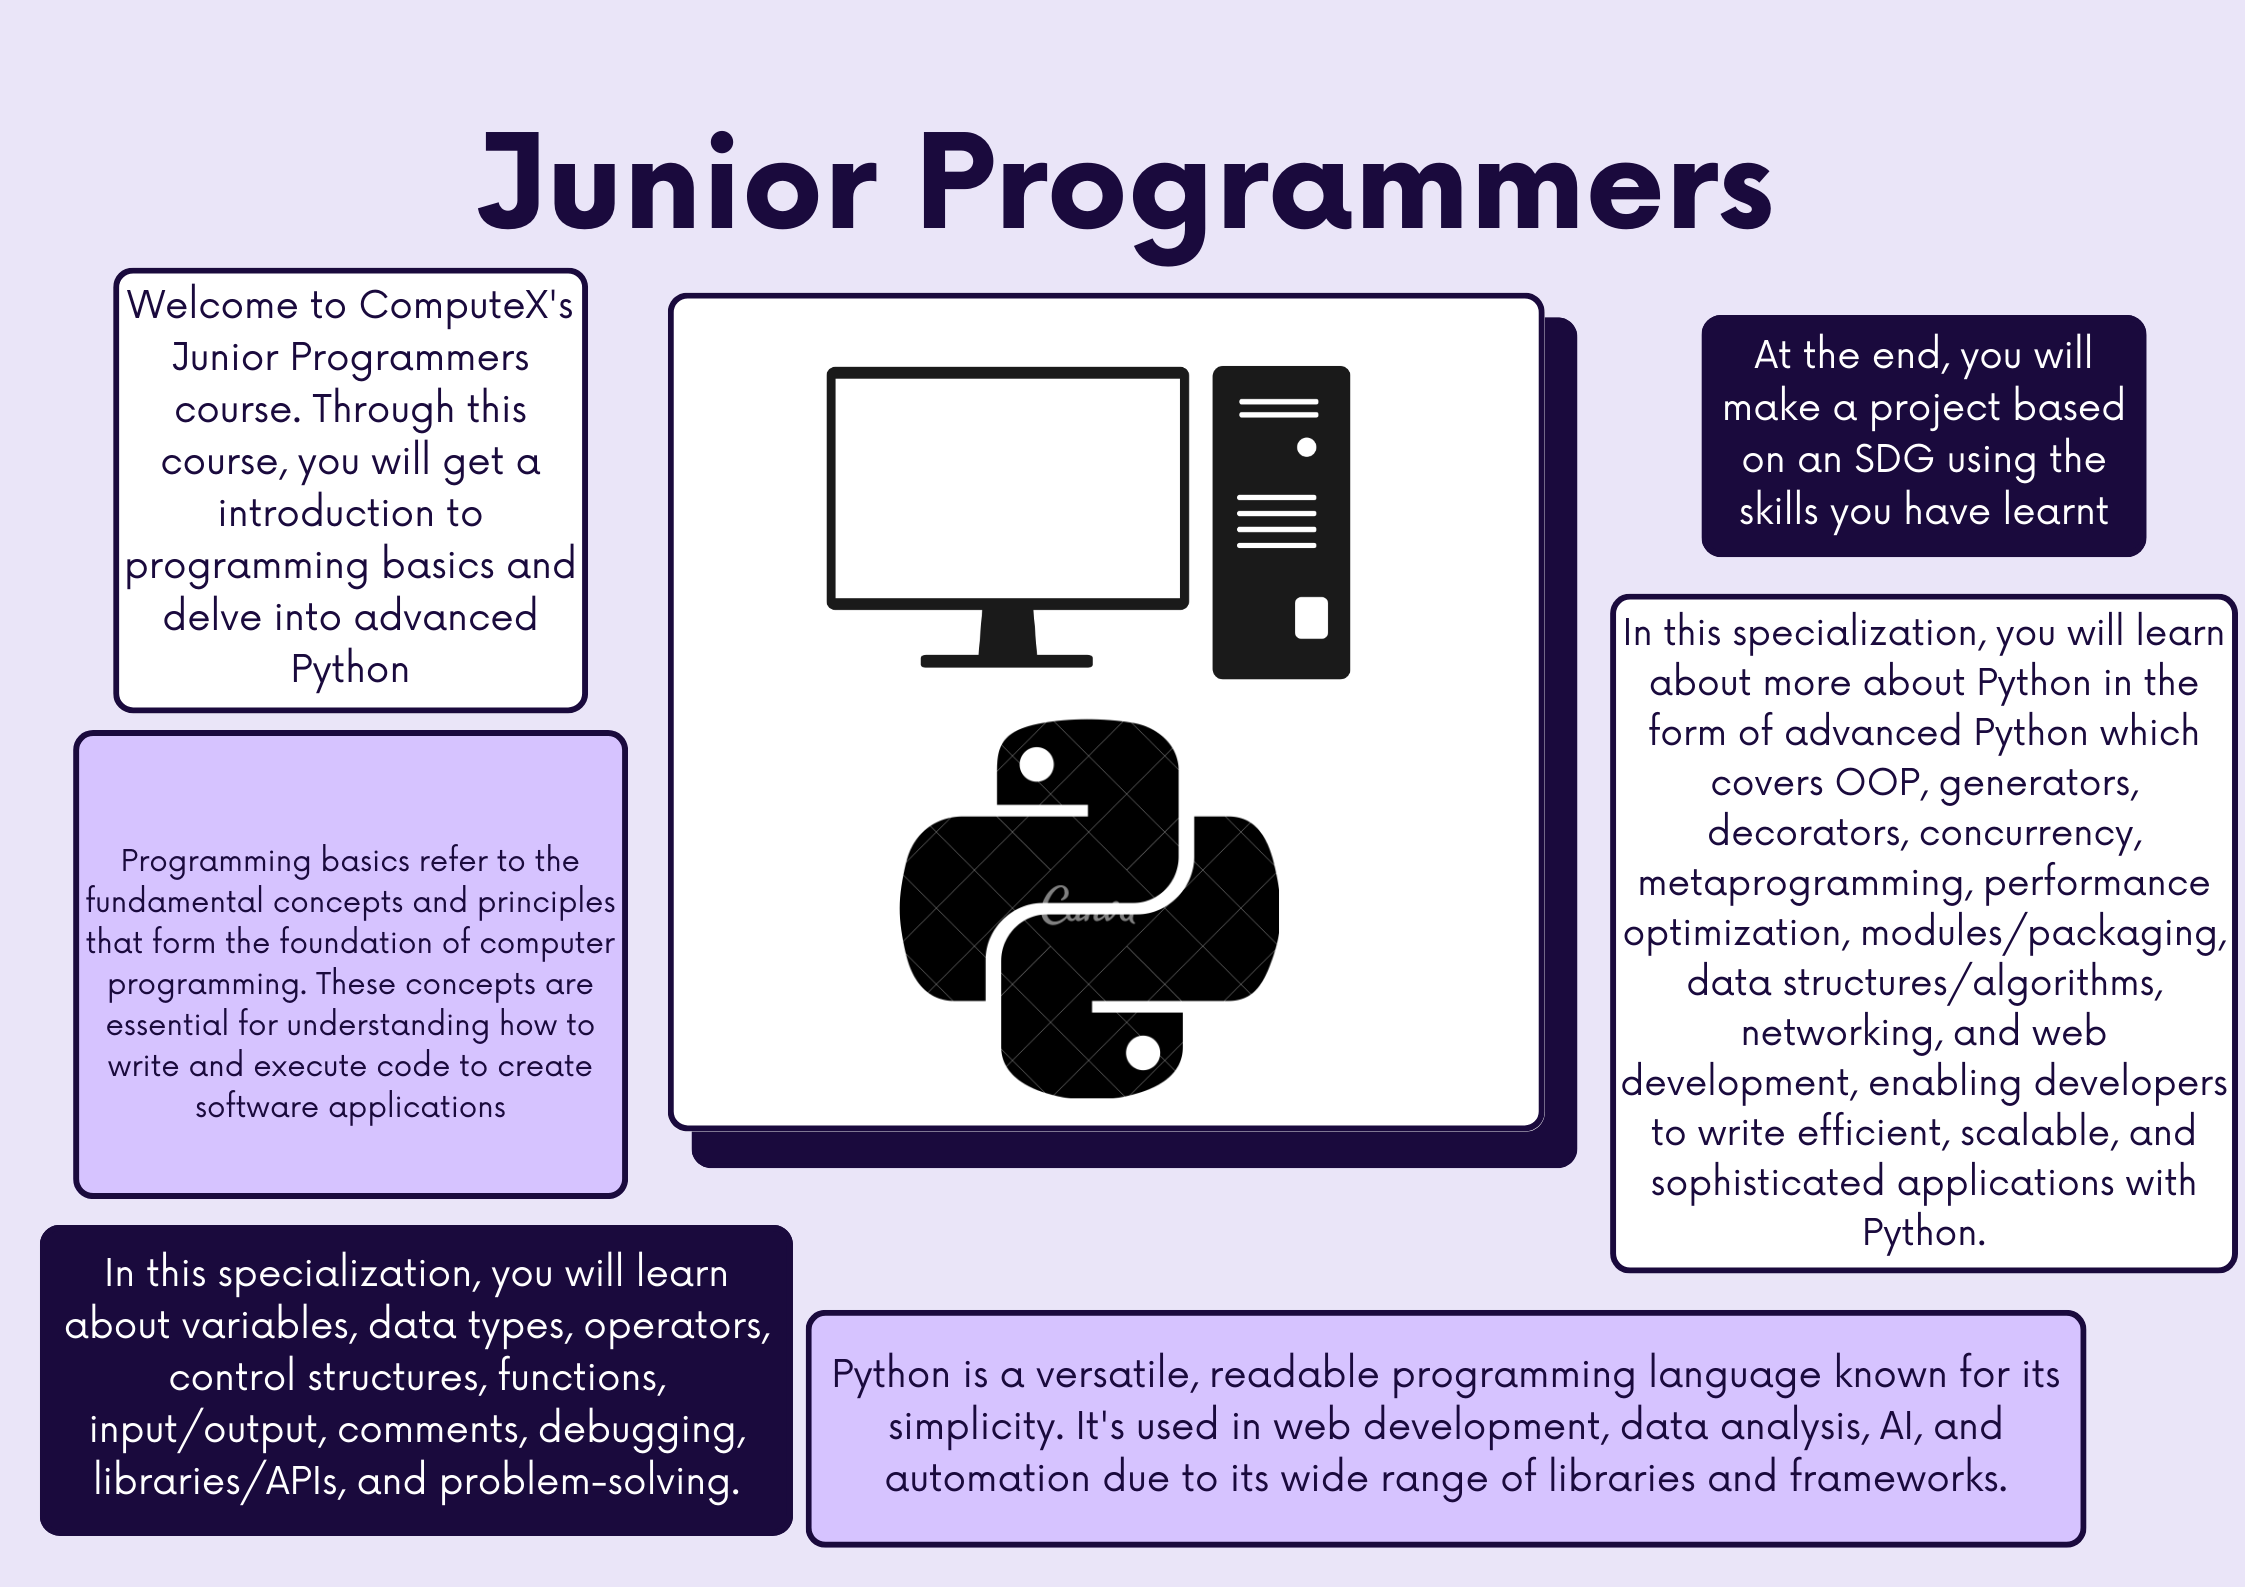 Junior Programmers
Welcome to ComputeX's
Junior Programmers
course. Through this
course, you will get a
introduction to
programming basics and
delve into advanced
Python
Programming basics refer to the
fundamental concepts and principles
that form the foundation of computer
programming. These concepts are
essential for understanding how to
write and execute code to create
software applications
In this specialization, you will learn
about variables, data types, operators,
control structures, functions,
input/output, comments, debugging,
libraries/APIs, and problem-solving.
Canva
Python is a versatile, readable programming language known for its
simplicity. It's used in web development, data analysis, AI, and
automation due to its wide range of libraries and frameworks.
In this specialization, you will learn
about more about Python in the
form of advanced Python which
covers OOP, generators,
decorators, concurrency,
metaprogramming, performance
optimization, modules/packaging,
data structures/algorithms,
networking, and web
development, enabling developers
to write efficient, scalable, and
sophisticated applications with
Python.
At the end, you will
make a project based
on an SDG using the
skills you have learnt